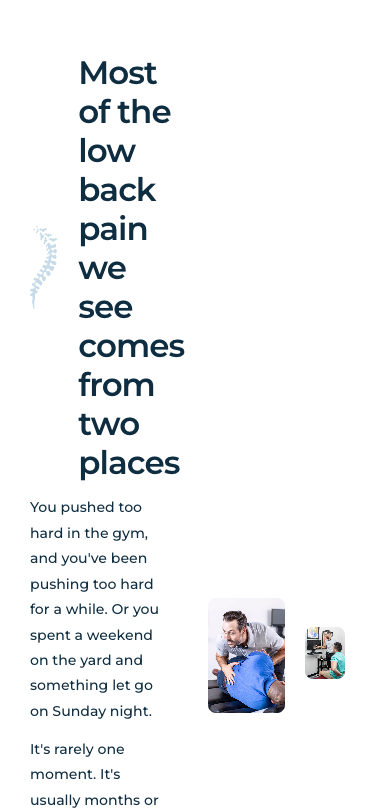 Most
of the
low
back
pain
we
see
comes
from
two
places
You pushed too
hard in the gym,
and you've been
pushing too hard
for a while. Or you
spent a weekend
on the yard and
something let go
on Sunday night.
It's rarely one
moment. It's
usually months or